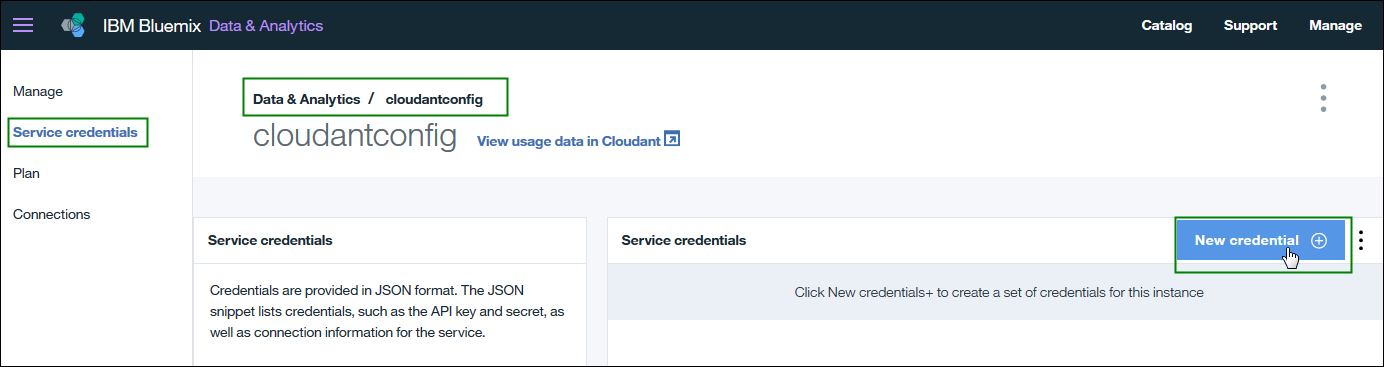 IBM Bluemix Data & Analytics Catalog Support Manage
Manage
Service credentials
Plan
Connections
Data & Analytics / cloudantconfig
cloudantconfig View usage data in Cloudant
Service credentials
Credentials are provided in JSON format. The JSON
snippet lists credentials, such as the API key and secret, as
well as connection information for the service.
Service credentials New credential
Click New credentials+ to create a set of credentials for this instance